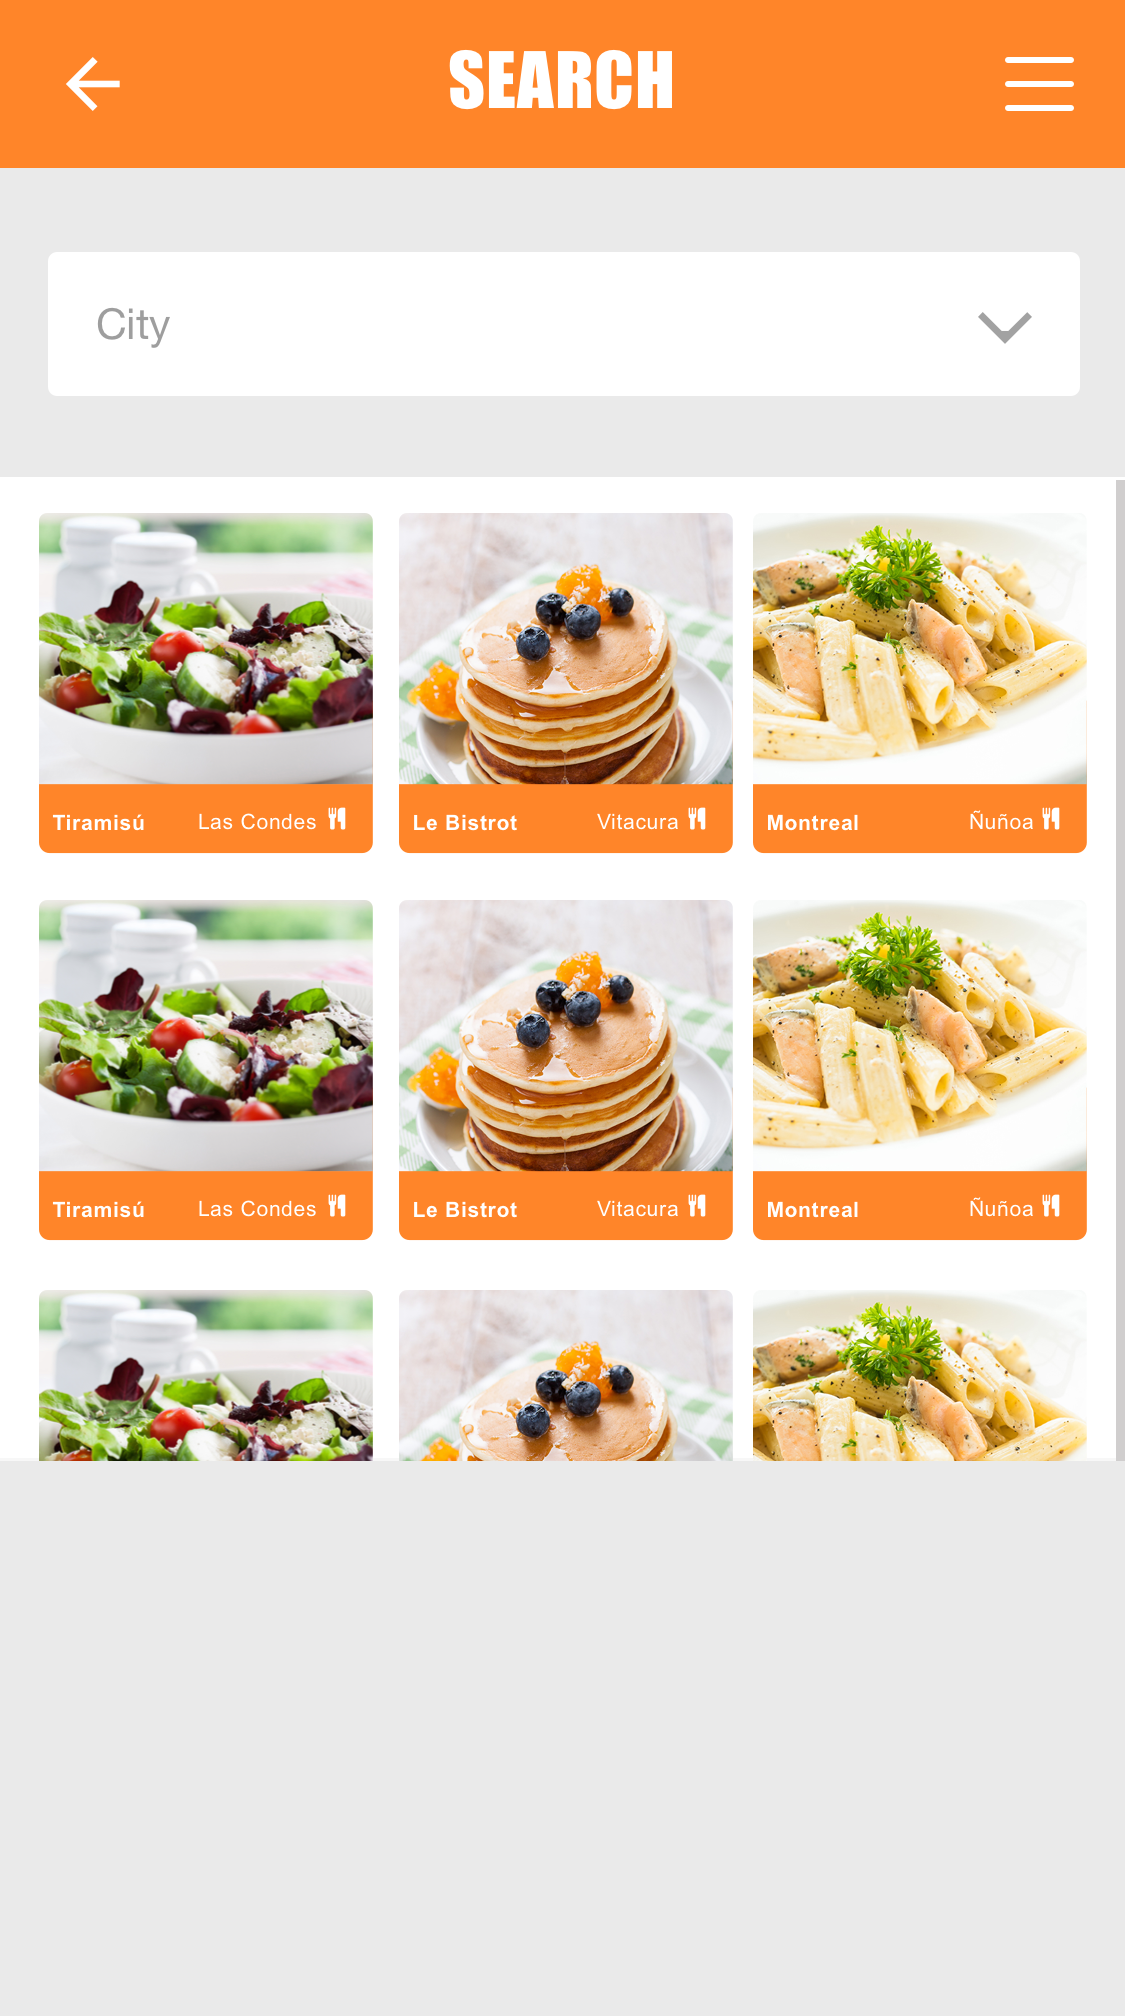 SEARCH
City
Tiramisú Las Condes
Le Bistrot Vitacura
Montreal Ñuñoa
Tiramisú Las Condes
Le Bistrot Vitacura
Montreal Ñuñoa